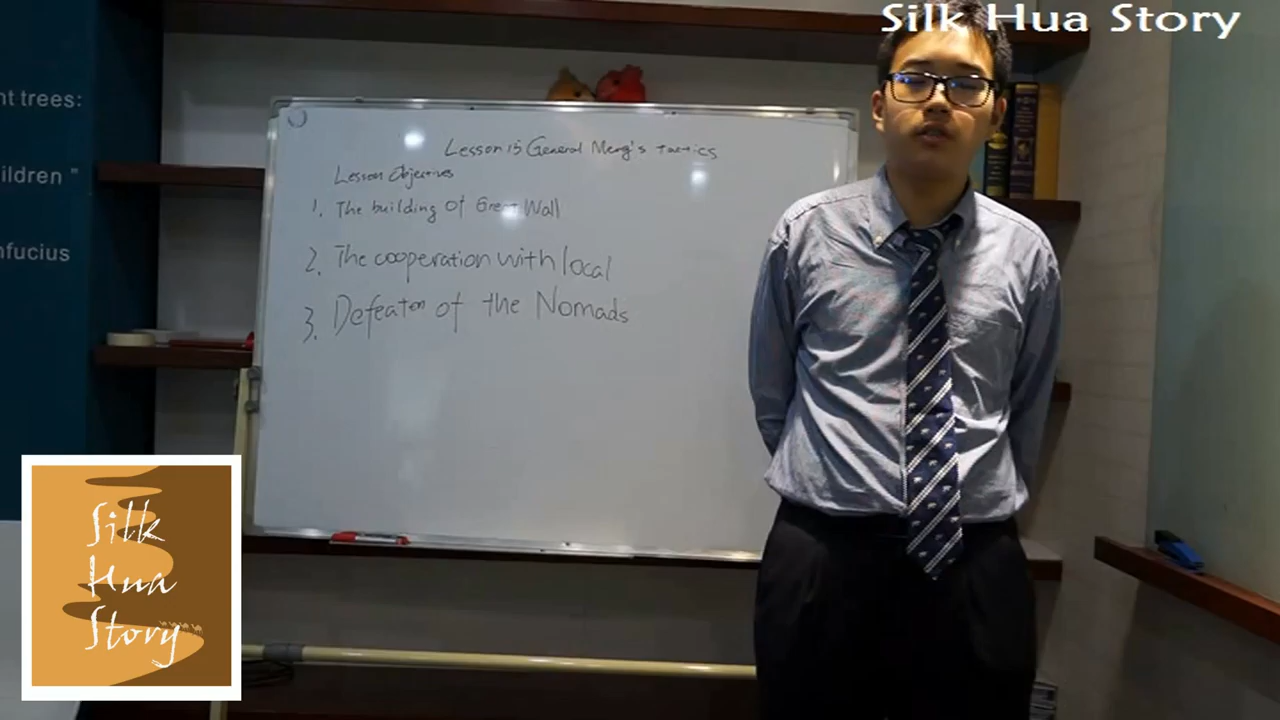 Silk Hua Story
nt trees:
ildren "
nfucius
Lesson 15 General Meng's tactics
Lesson Objectives
1. The building of Great Wall
2. The cooperation with local
3. Defeaten of the Nomads
Silk
Hua
Story